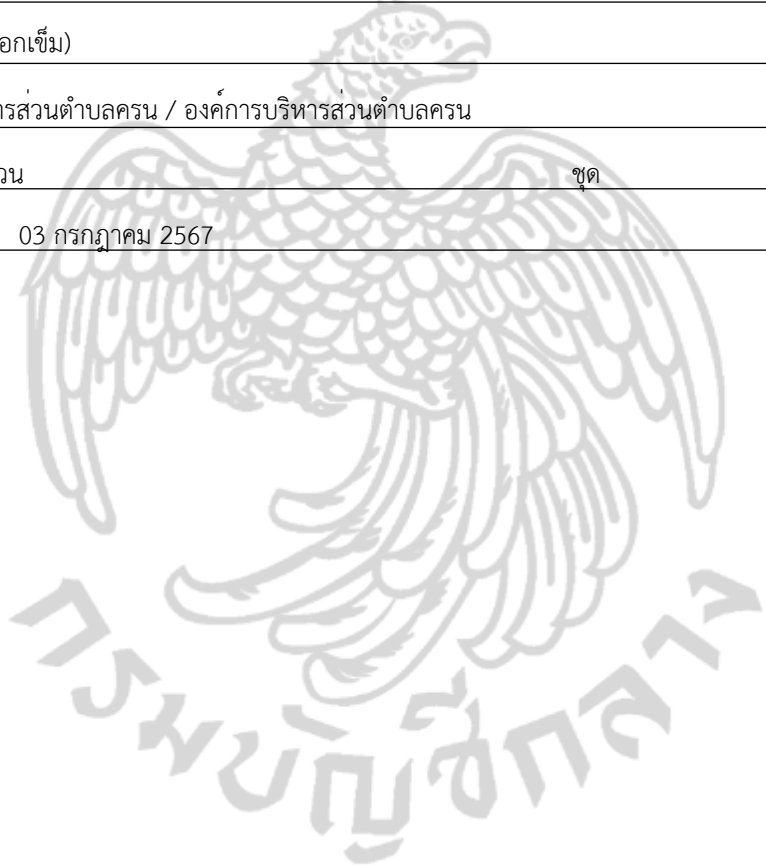 อกเข็ม)
ารส่วนตำบลครน / องค์การบริหารส่วนตำบลครน
วน ชุด
03 กรกฎาคม 2567
กรมบัญชีกลาง